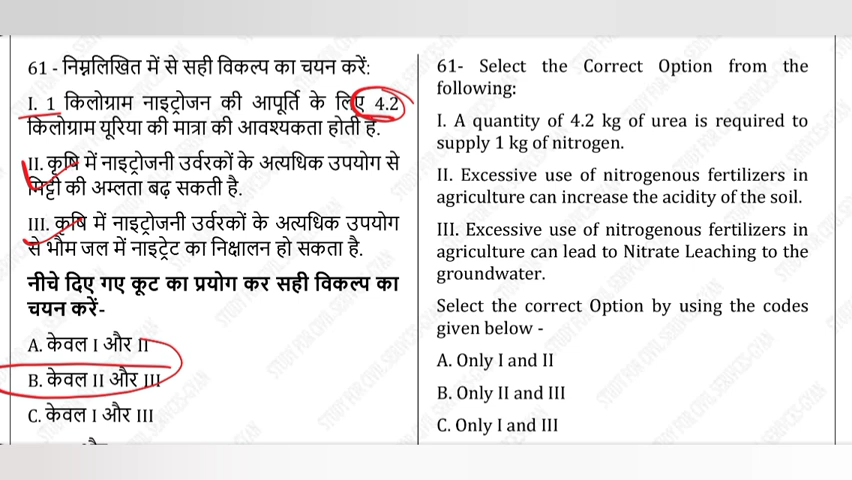 61 - निम्नलिखित में से सही विकल्प का चयन करें:
I. 1 किलोग्राम नाइट्रोजन की आपूर्ति के लिए 4.2
किलोग्राम यूरिया की मात्रा की आवश्यकता होती है.
II. कृषि में नाइट्रोजनी उर्वरकों के अत्यधिक उपयोग से
मिट्टी की अम्लता बढ़ सकती है.
III. कृषि में नाइट्रोजनी उर्वरकों के अत्यधिक उपयोग
से भौम जल में नाइट्रेट का निक्षालन हो सकता है.
नीचे दिए गए कूट का प्रयोग कर सही विकल्प का
चयन करें-
A. केवल I और II
B. केवल II और III
C. केवल I और III
61- Select the Correct Option from the
following:
I. A quantity of 4.2 kg of urea is required to
supply 1 kg of nitrogen.
II. Excessive use of nitrogenous fertilizers in
agriculture can increase the acidity of the soil.
III. Excessive use of nitrogenous fertilizers in
agriculture can lead to Nitrate Leaching to the
groundwater.
Select the correct Option by using the codes
given below -
A. Only I and II
B. Only II and III
C. Only I and III